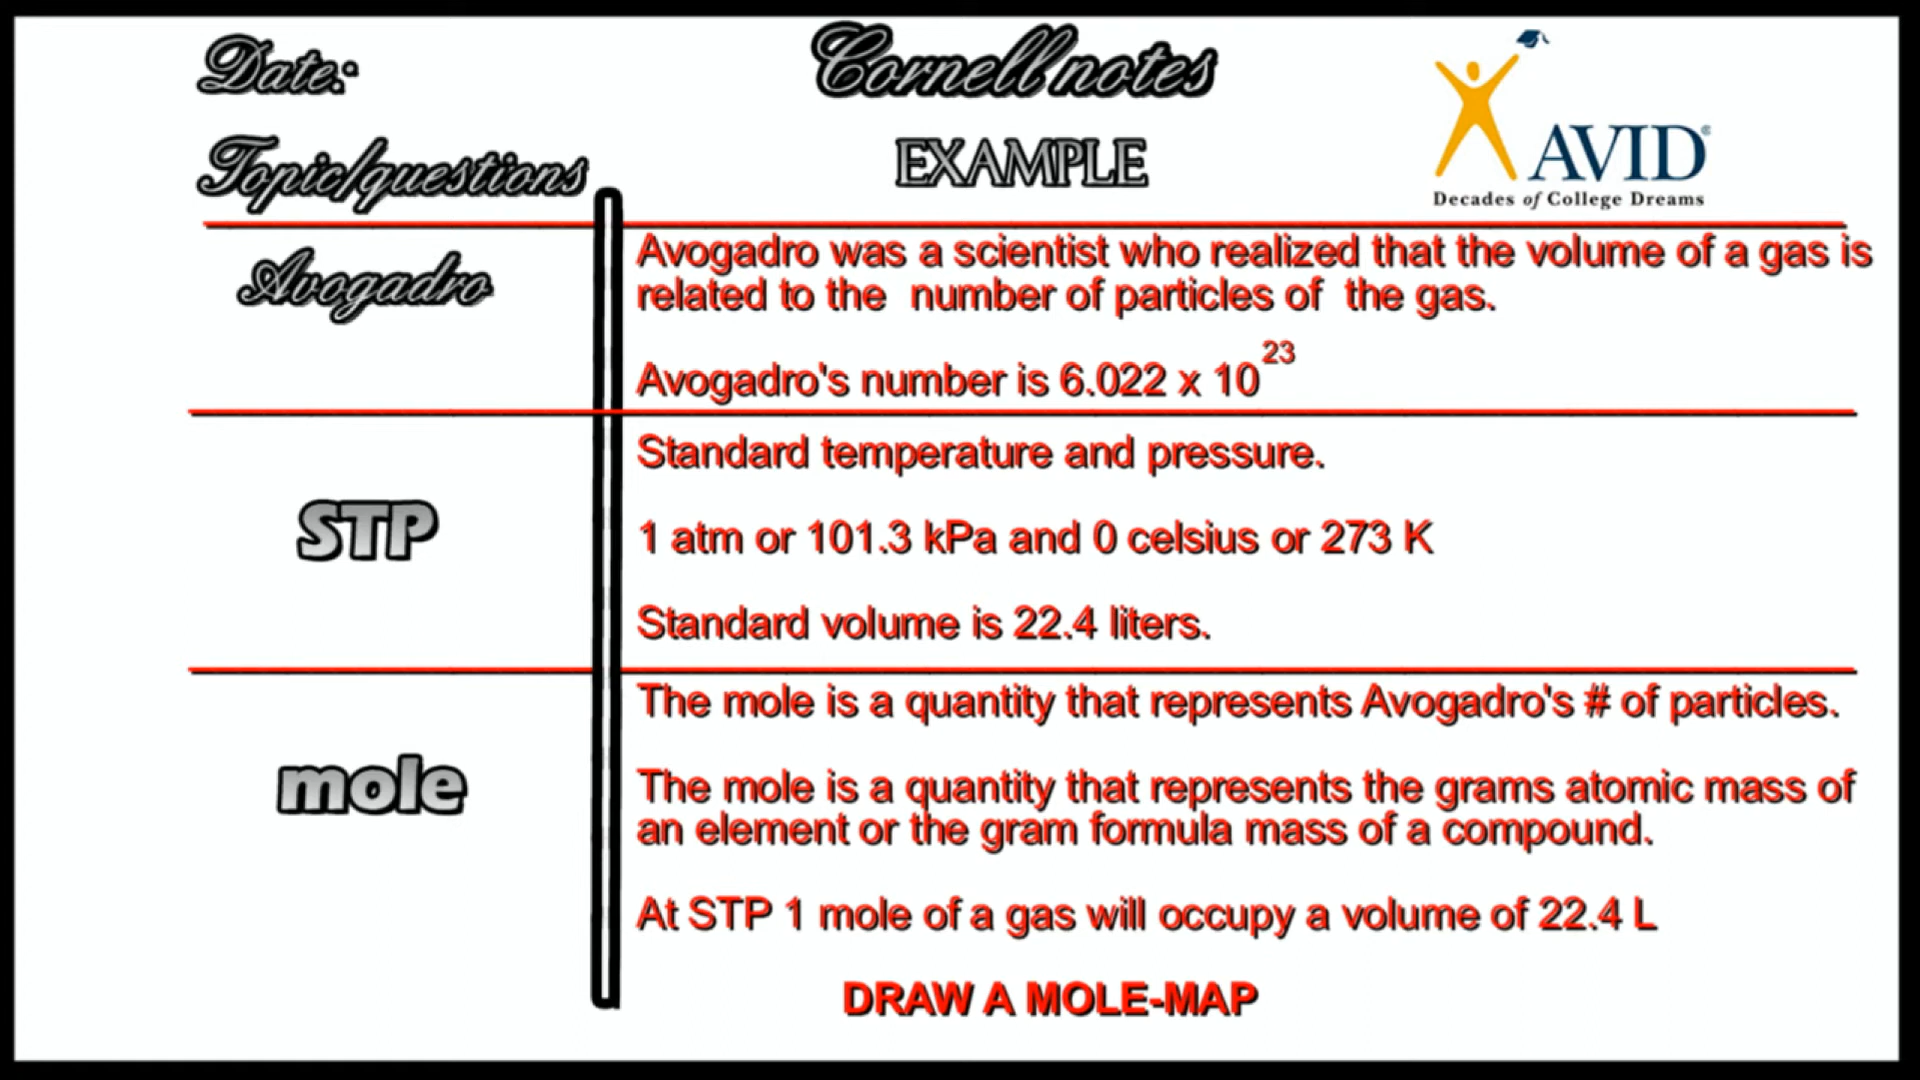 Date:
Cornell notes
Topic/questions
EXAMPLE
AVID®
Decades of College Dreams
Avogadro
Avogadro was a scientist who realized that the volume of a gas is
related to the number of particles of the gas.
Avogadro's number is 6.022 x 10²³
STP
Standard temperature and pressure.
1 atm or 101.3 kPa and 0 celsius or 273 K
Standard volume is 22.4 liters.
mole
The mole is a quantity that represents Avogadro's # of particles.
The mole is a quantity that represents the grams atomic mass of
an element or the gram formula mass of a compound.
At STP 1 mole of a gas will occupy a volume of 22.4 L
DRAW A MOLE-MAP